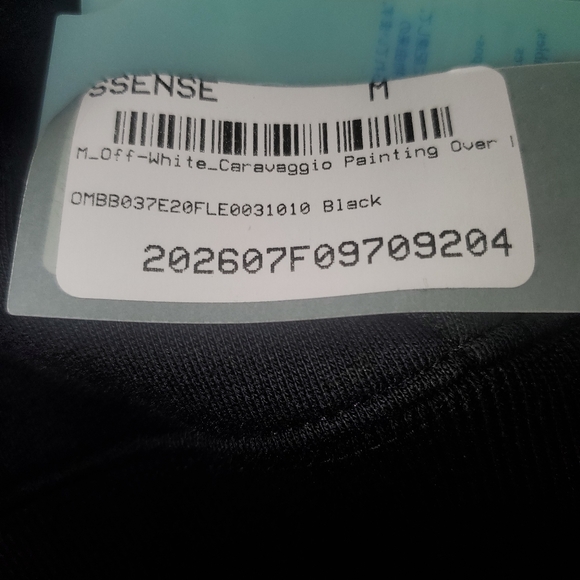 SSENSE M
M_Off-White_Caravaggio Painting Over
OMBB037E20FLE0031010 Black
202607F09709204